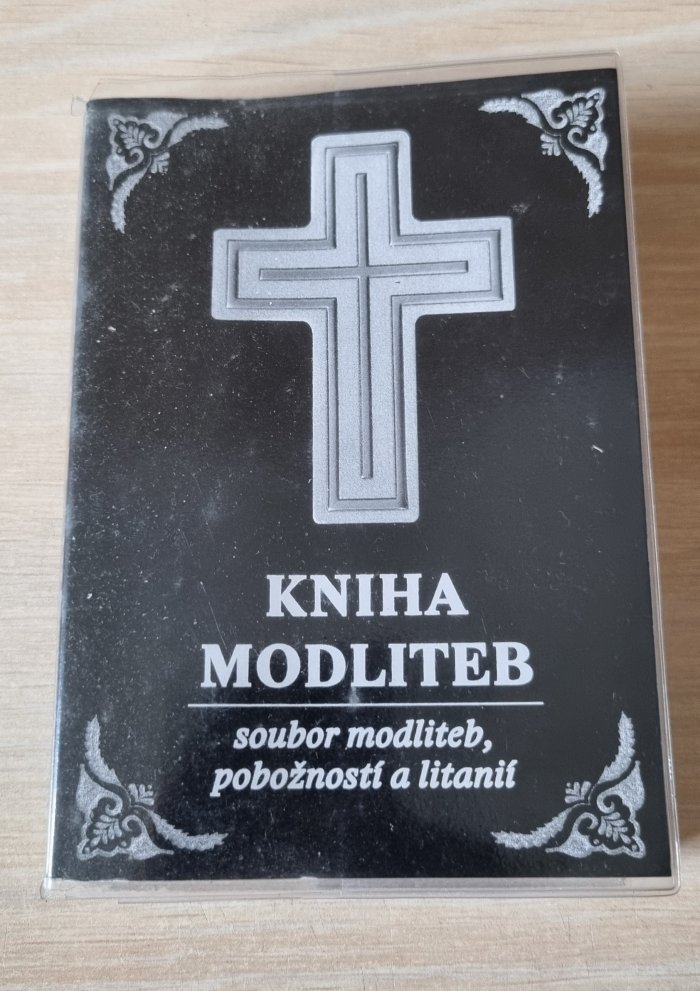 KNIHA
MODLITEB
soubor modliteb,
pobožností a litanií